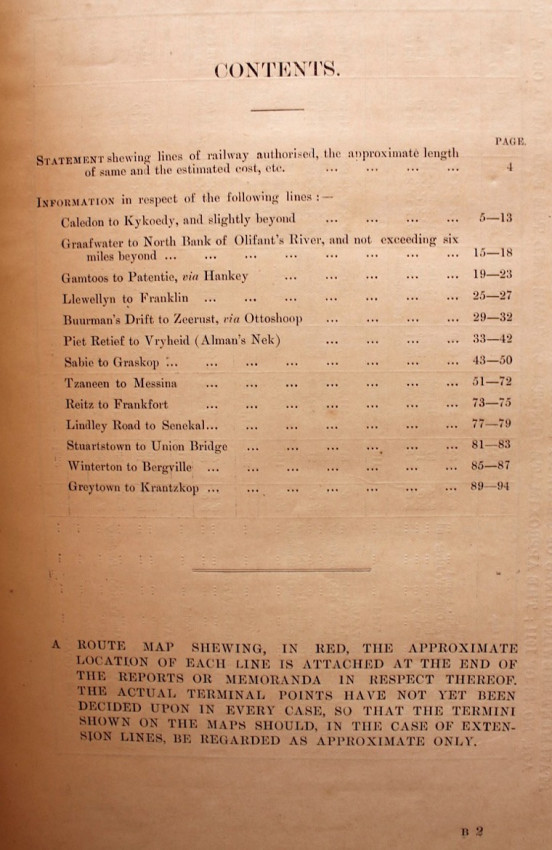 CONTENTS.
PAGE.
STATEMENT shewing lines of railway authorised, the approximate length
of same and the estimated cost, etc. ... ... ... ... 4
INFORMATION in respect of the following lines :—
Caledon to Kykoedy, and slightly beyond ... ... ... ... 5—13
Graafwater to North Bank of Olifant's River, and not exceeding six
miles beyond ... ... ... ... ... ... ... ... 15—18
Gamtoos to Patentie, via Hankey ... ... ... ... ... 19—23
Llewellyn to Franklin ... ... ... ... ... ... ... 25—27
Buurman's Drift to Zeerust, via Ottoshoop ... ... ... ... 29—32
Piet Retief to Vryheid (Alman's Nek) ... ... ... ... 33—42
Sabie to Graskop ... ... ... ... ... ... ... ... 43—50
Tzaneen to Messina ... ... ... ... ... ... ... 51—72
Reitz to Frankfort ... ... ... ... ... ... ... 73—75
Lindley Road to Senekal... ... ... ... ... ... ... 77—79
Stuartstown to Union Bridge ... ... ... ... ... ... 81—83
Winterton to Bergville ... ... ... ... ... ... ... 85—87
Greytown to Krantzkop ... ... ... ... ... ... ... 89—94
A ROUTE MAP SHEWING, IN RED, THE APPROXIMATE
LOCATION OF EACH LINE IS ATTACHED AT THE END OF
THE REPORTS OR MEMORANDA IN RESPECT THEREOF.
THE ACTUAL TERMINAL POINTS HAVE NOT YET BEEN
DECIDED UPON IN EVERY CASE, SO THAT THE TERMINI
SHOWN ON THE MAPS SHOULD, IN THE CASE OF EXTEN-
SION LINES, BE REGARDED AS APPROXIMATE ONLY.
B 2